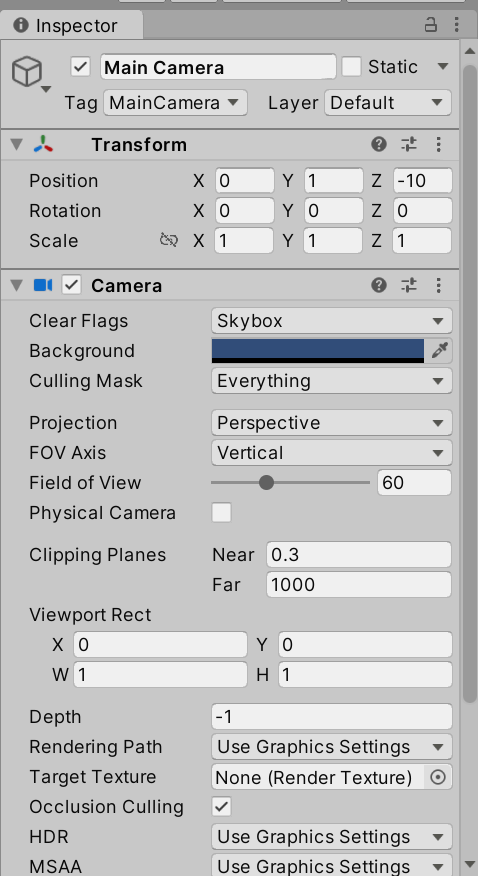 Inspector
Main Camera Static
Tag MainCamera Layer Default
Transform
Position X 0 Y 1 Z -10
Rotation X 0 Y 0 Z 0
Scale X 1 Y 1 Z 1
Camera
Clear Flags Skybox
Background
Culling Mask Everything
Projection Perspective
FOV Axis Vertical
Field of View 60
Physical Camera
Clipping Planes Near 0.3
Far 1000
Viewport Rect
X 0 Y 0
W 1 H 1
Depth -1
Rendering Path Use Graphics Settings
Target Texture None (Render Texture)
Occlusion Culling
HDR Use Graphics Settings
MSAA Use Graphics Settings